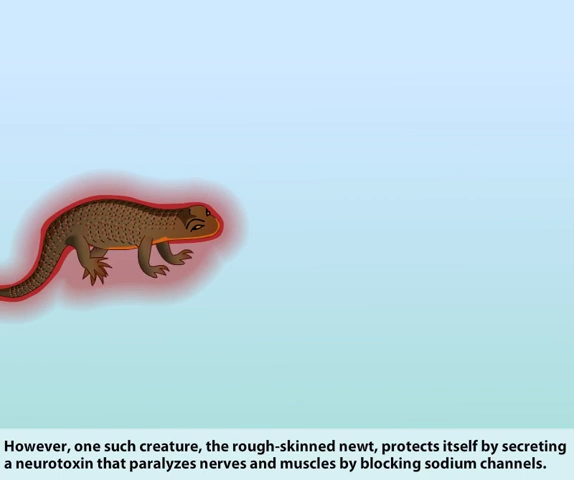 However, one such creature, the rough-skinned newt, protects itself by secreting
a neurotoxin that paralyzes nerves and muscles by blocking sodium channels.